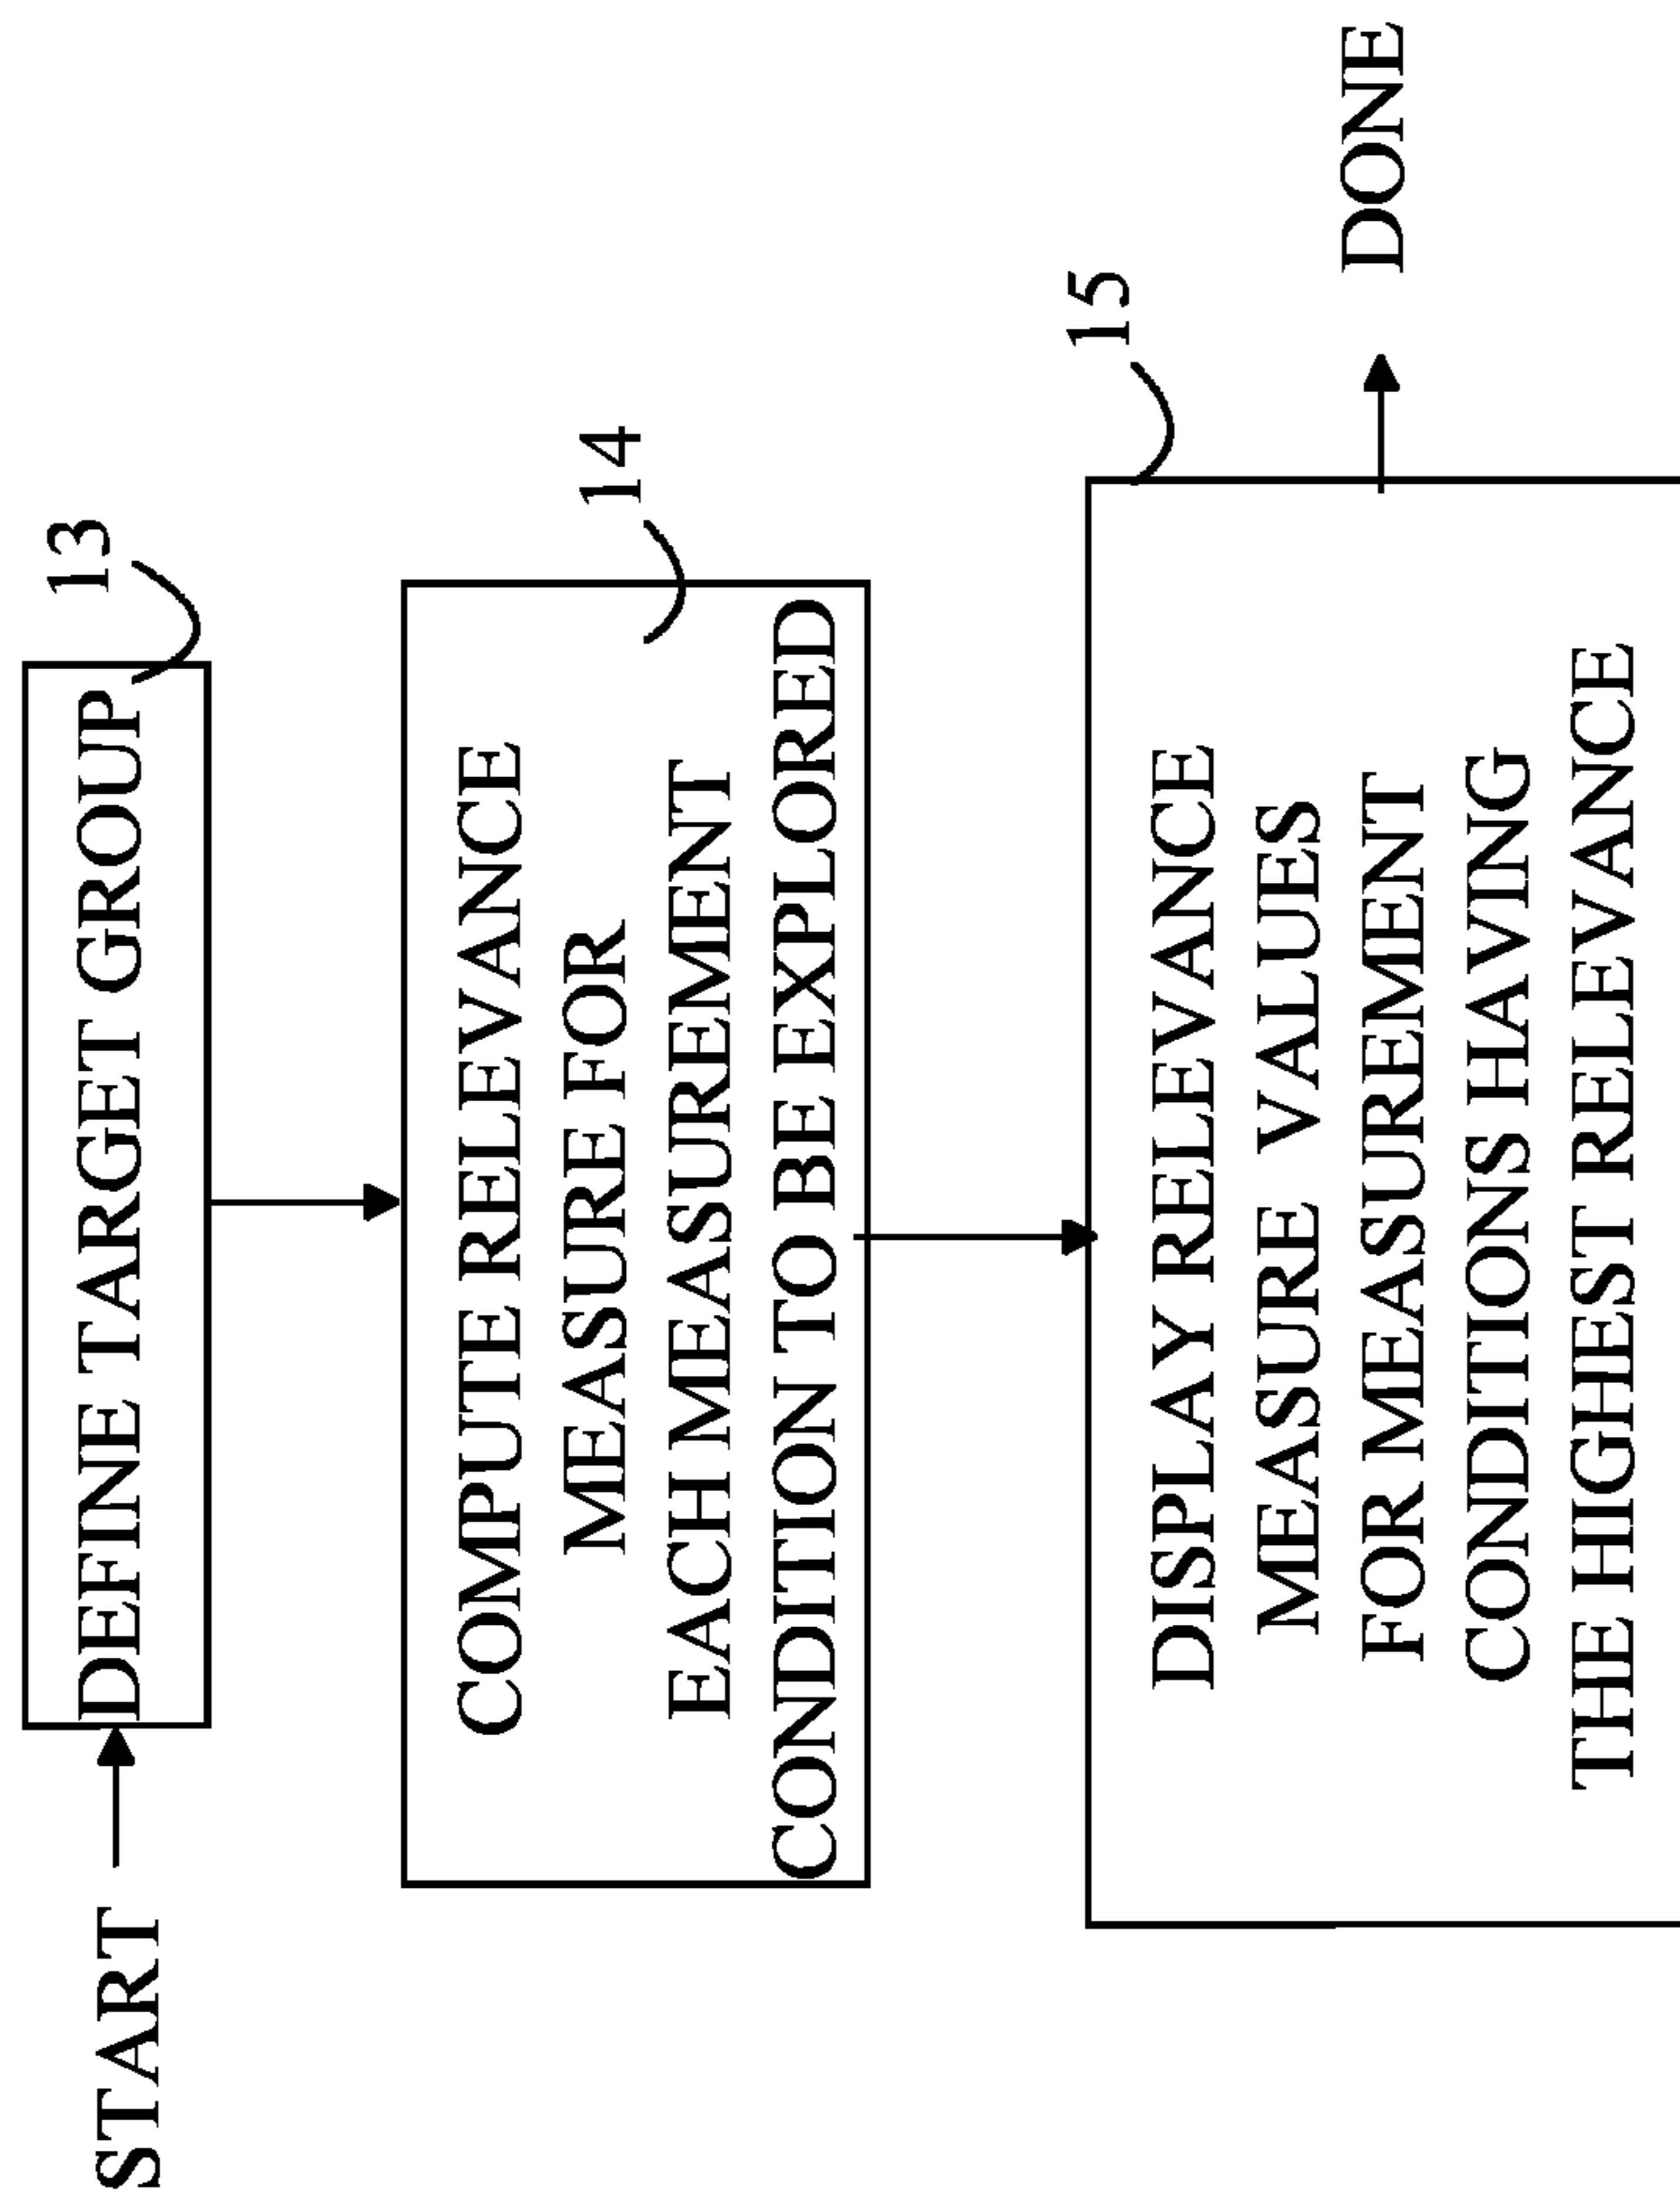 START
DEFINE TARGET GROUP
13
COMPUTE RELEVANCE
MEASURE FOR
EACH MEASUREMENT
CONDITION TO BE EXPLORED
14
DISPLAY RELEVANCE
MEASURE VALUES
FOR MEASUREMENT
CONDITIONS HAVING
THE HIGHEST RELEVANCE
15
DONE